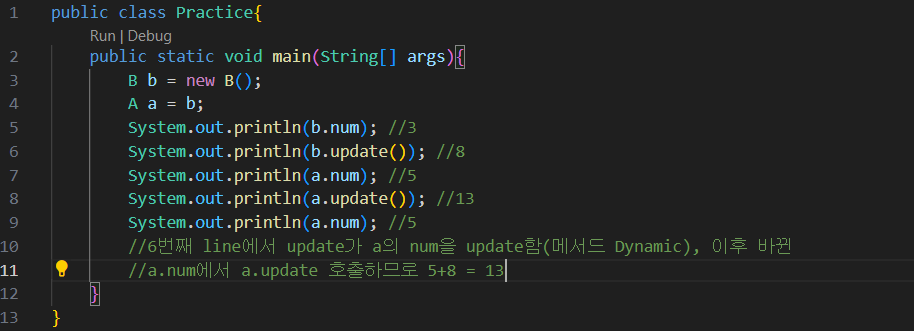 1 public class Practice{
Run | Debug
2 public static void main(String[] args){
3 B b = new B();
4 A a = b;
5 System.out.println(b.num); //3
6 System.out.println(b.update()); //8
7 System.out.println(a.num); //5
8 System.out.println(a.update()); //13
9 System.out.println(a.num); //5
10 //6번째 line에서 update가 a의 num을 update함(메서드 Dynamic), 이후 바뀐
11 //a.num에서 a.update 호출하므로 5+8 = 13
12 }
13 }